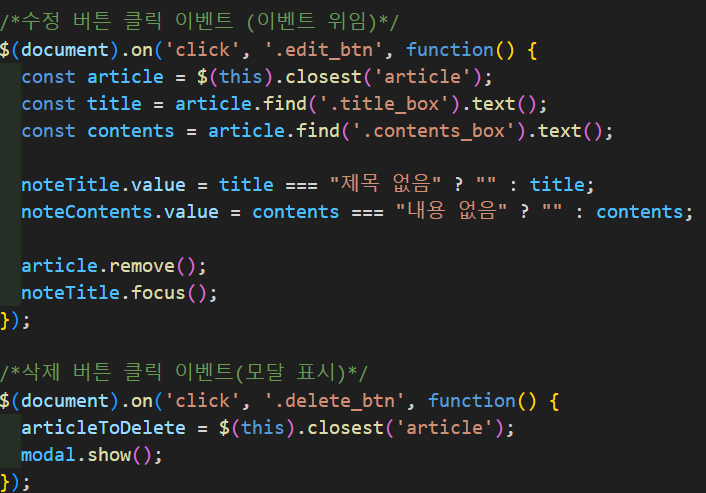 /*수정 버튼 클릭 이벤트 (이벤트 위임)*/
$(document).on('click', '.edit_btn', function() {
  const article = $(this).closest('article');
  const title = article.find('.title_box').text();
  const contents = article.find('.contents_box').text();

  noteTitle.value = title === "제목 없음" ? "" : title;
  noteContents.value = contents === "내용 없음" ? "" : contents;

  article.remove();
  noteTitle.focus();
});

/*삭제 버튼 클릭 이벤트(모달 표시)*/
$(document).on('click', '.delete_btn', function() {
  articleToDelete = $(this).closest('article');
  modal.show();
});